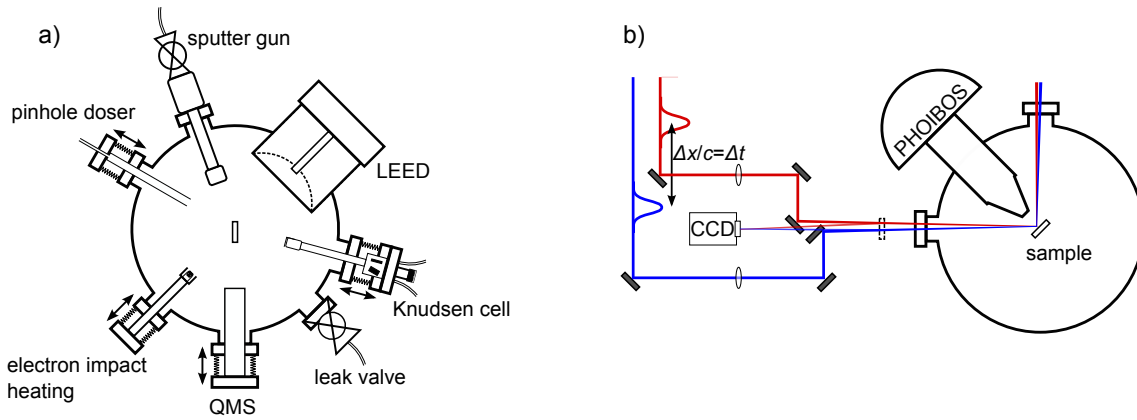 a)
sputter gun
pinhole doser
LEED
Knudsen cell
leak valve
QMS
electron impact
heating
b)
PHOIBOS
Δx/c=Δt
CCD
sample